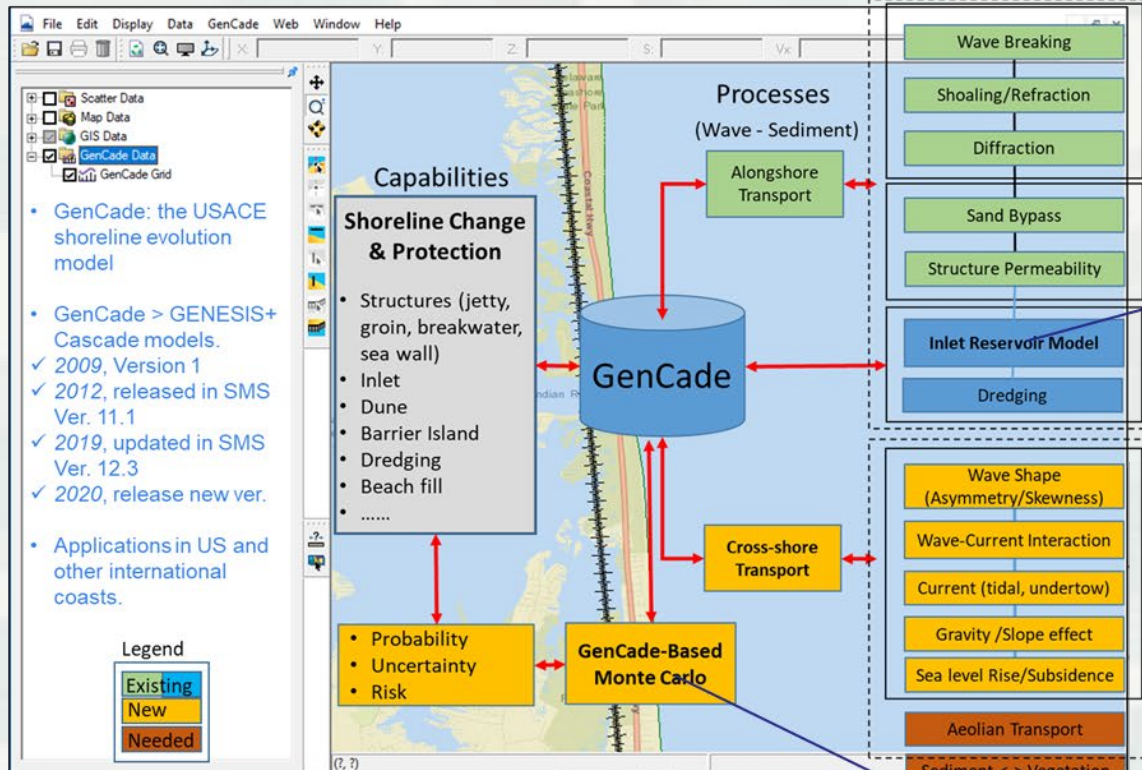 File Edit Display Data GenCade Web Window Help
X: Y: Z: S: Vx:
Scatter Data
Map Data
GIS Data
GenCade Data
GenCade Grid
• GenCade: the USACE
shoreline evolution
model
• GenCade > GENESIS+
Cascade models.
✓ 2009, Version 1
✓ 2012, released in SMS
Ver. 11.1
✓ 2019, updated in SMS
Ver. 12.3
✓ 2020, release new ver.
• Applications in US and
other international
coasts.
Legend
Existing
New
Needed
Capabilities
Shoreline Change
& Protection
• Structures (jetty,
groin, breakwater,
sea wall)
• Inlet
• Dune
• Barrier Island
• Dredging
• Beach fill
• ......
• Probability
• Uncertainty
• Risk
GenCade-Based
Monte Carlo
GenCade
Coastal Hwy
Processes
(Wave - Sediment)
Alongshore
Transport
Cross-shore
Transport
Wave Breaking
Shoaling/Refraction
Diffraction
Sand Bypass
Structure Permeability
Inlet Reservoir Model
Dredging
Wave Shape
(Asymmetry/Skewness)
Wave-Current Interaction
Current (tidal, undertow)
Gravity /Slope effect
Sea level Rise/Subsidence
Aeolian Transport
Sediment <-> Vegetation
(?, ?)